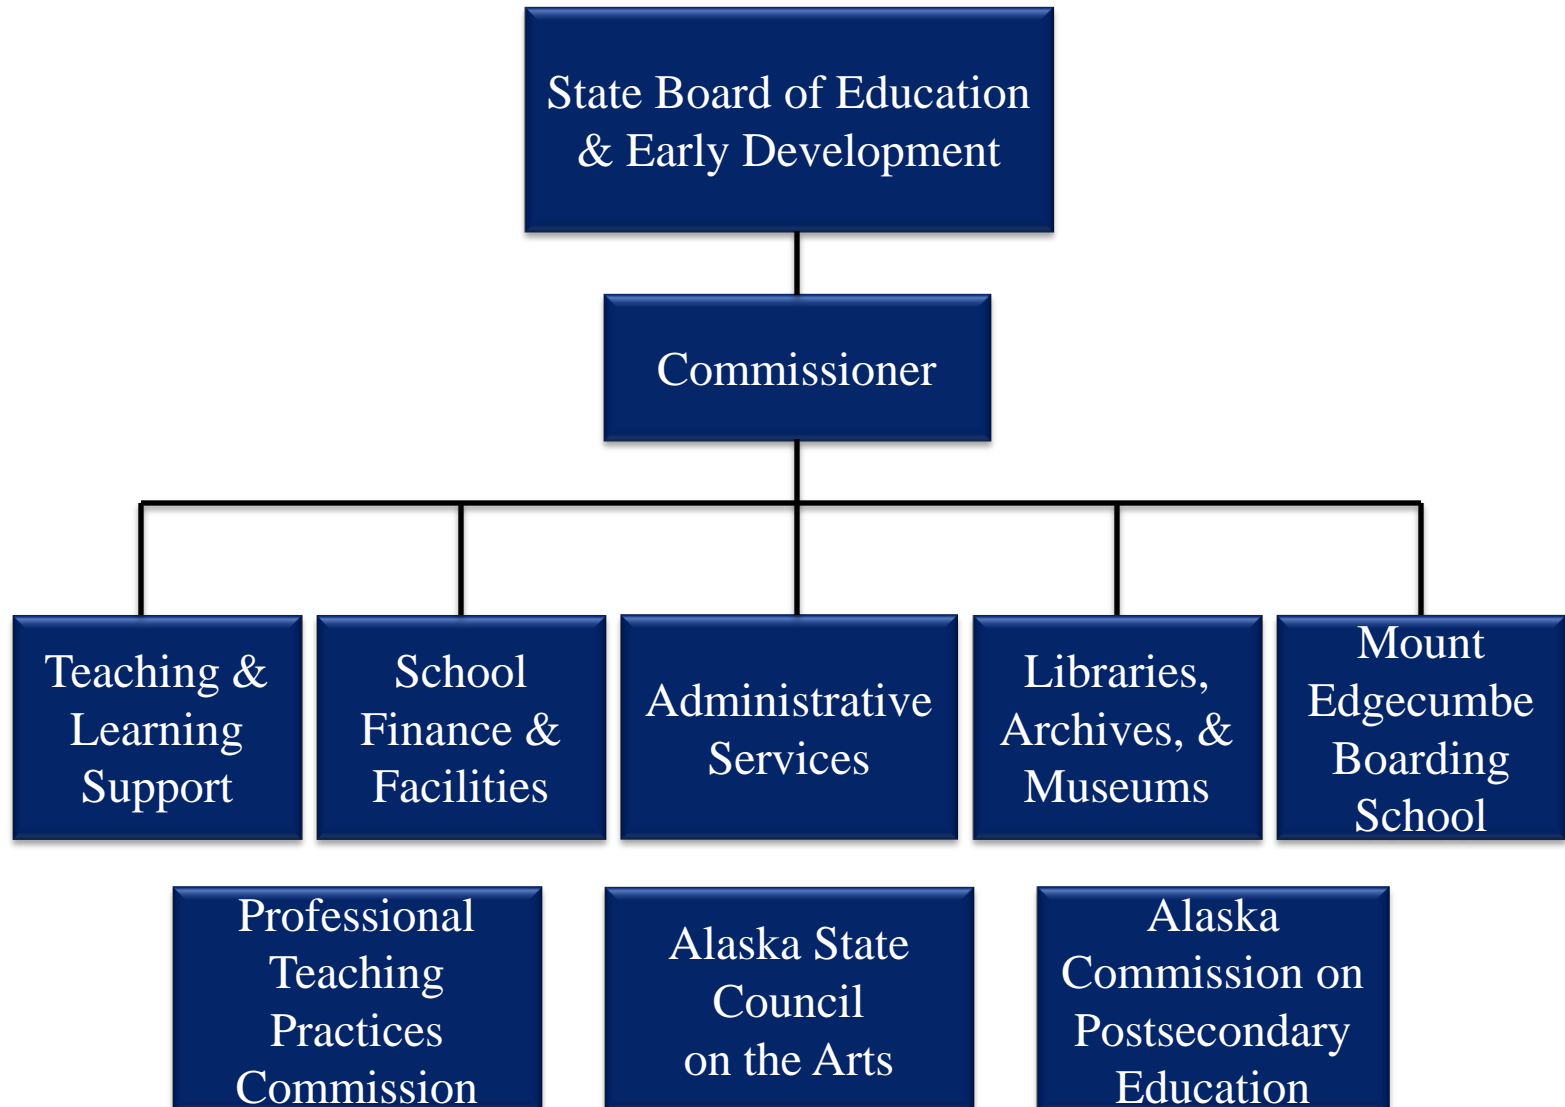 State Board of Education
& Early Development
Commissioner
Teaching &
Learning
Support
School
Finance &
Facilities
Administrative
Services
Libraries,
Archives, &
Museums
Mount
Edgecumbe
Boarding
School
Professional
Teaching
Practices
Commission
Alaska State
Council
on the Arts
Alaska
Commission on
Postsecondary
Education